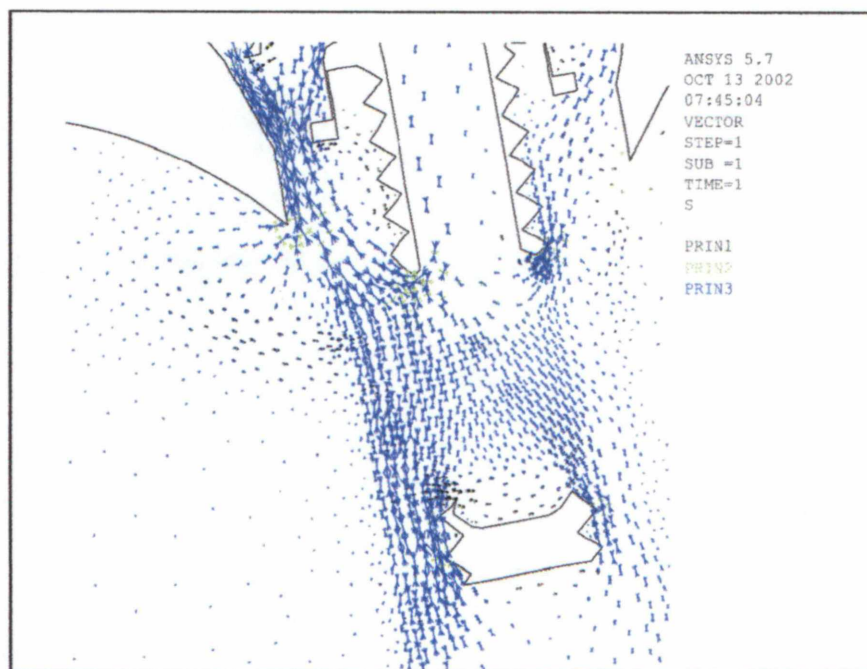 ANSYS 5.7
OCT 13 2002
07:45:04
VECTOR
STEP=1
SUB =1
TIME=1
S
PRIN1
PRIN2
PRIN3